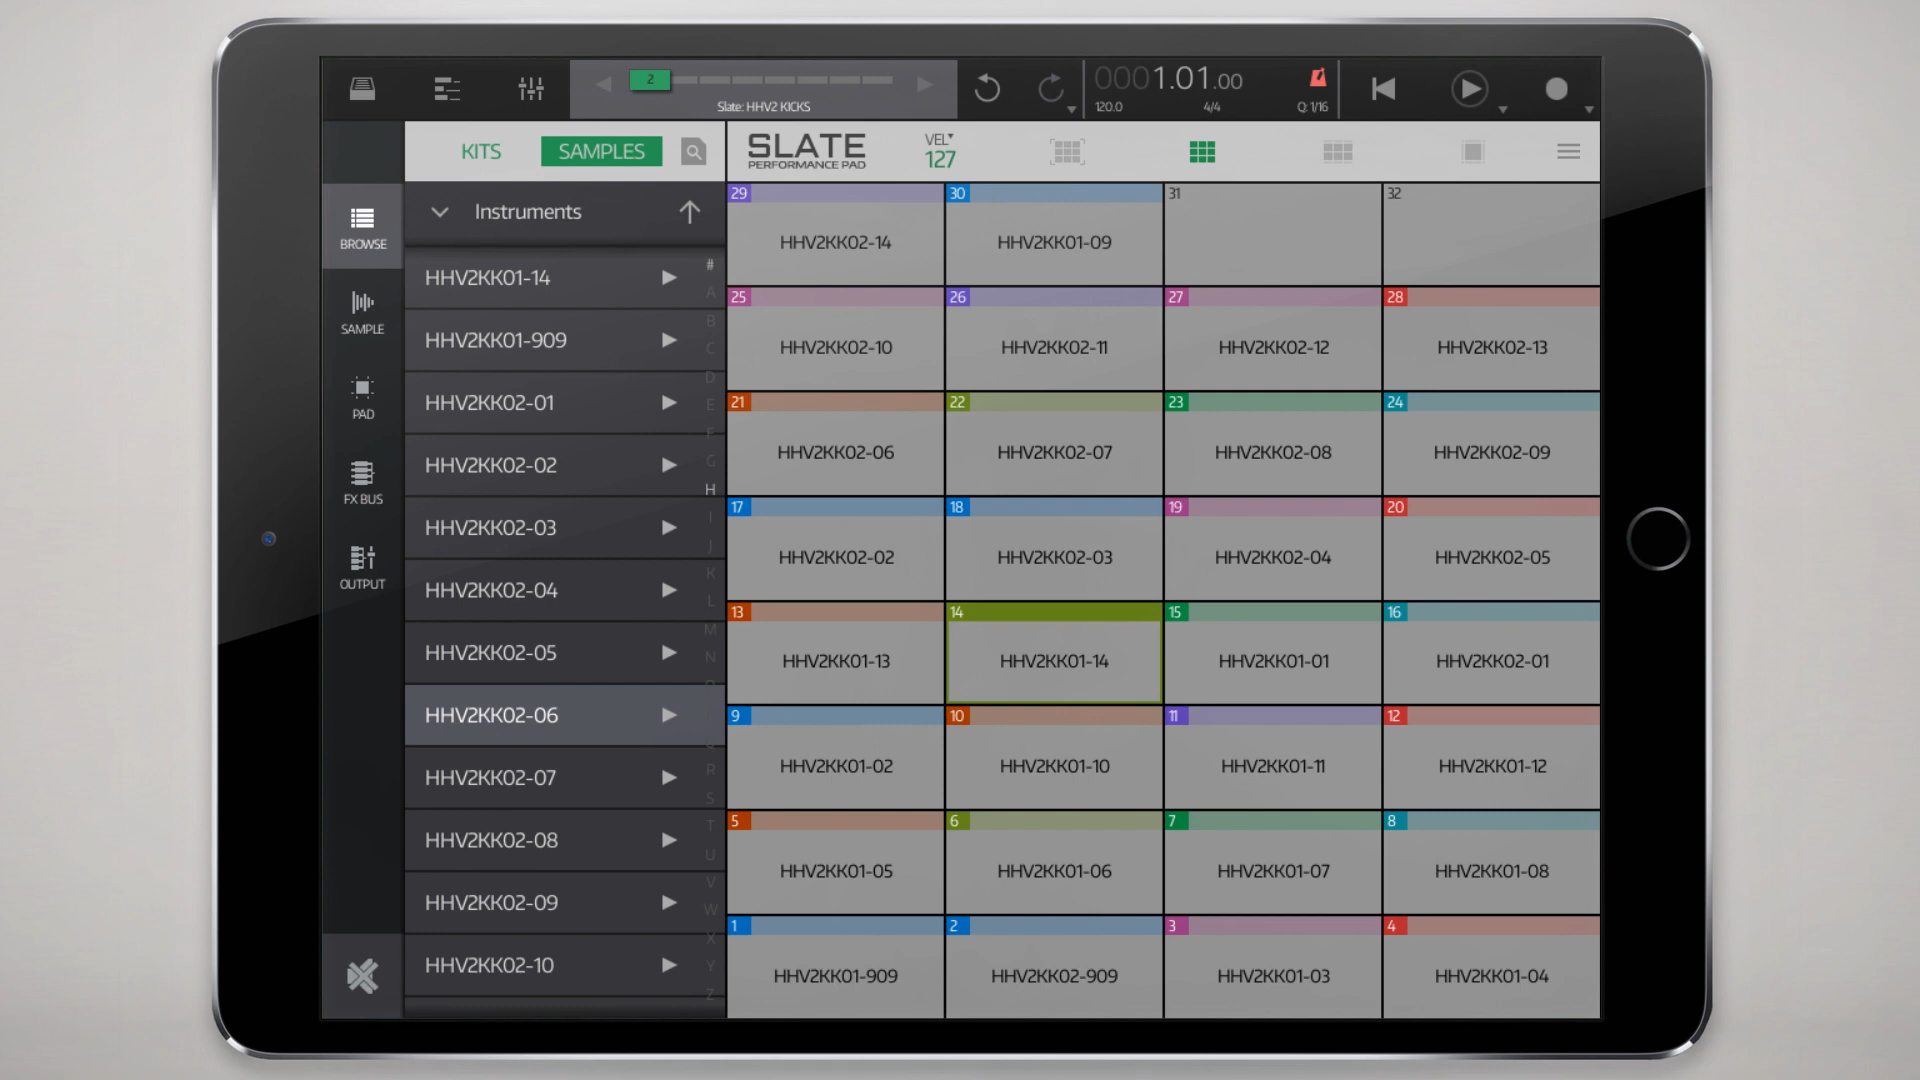 2
Slate: HHV2 KICKS
0001.01.00
120.0
4/4
Q: 1/16
KITS
SAMPLES
SLATE
PERFORMANCE PAD
VEL
127
BROWSE
SAMPLE
PAD
FX BUS
OUTPUT
Instruments
HHV2KK01-14
HHV2KK01-909
HHV2KK02-01
HHV2KK02-02
HHV2KK02-03
HHV2KK02-04
HHV2KK02-05
HHV2KK02-06
HHV2KK02-07
HHV2KK02-08
HHV2KK02-09
HHV2KK02-10
#
A
B
C
D
E
F
G
H
I
J
K
L
M
N
R
S
T
U
V
W
X
Y
Z
29
HHV2KK02-14
30
HHV2KK01-09
31
32
25
HHV2KK02-10
26
HHV2KK02-11
27
HHV2KK02-12
28
HHV2KK02-13
21
HHV2KK02-06
22
HHV2KK02-07
23
HHV2KK02-08
24
HHV2KK02-09
17
HHV2KK02-02
18
HHV2KK02-03
19
HHV2KK02-04
20
HHV2KK02-05
13
HHV2KK01-13
14
HHV2KK01-14
15
HHV2KK01-01
16
HHV2KK02-01
9
HHV2KK01-02
10
HHV2KK01-10
11
HHV2KK01-11
12
HHV2KK01-12
5
HHV2KK01-05
6
HHV2KK01-06
7
HHV2KK01-07
8
HHV2KK01-08
1
HHV2KK01-909
2
HHV2KK02-909
3
HHV2KK01-03
4
HHV2KK01-04